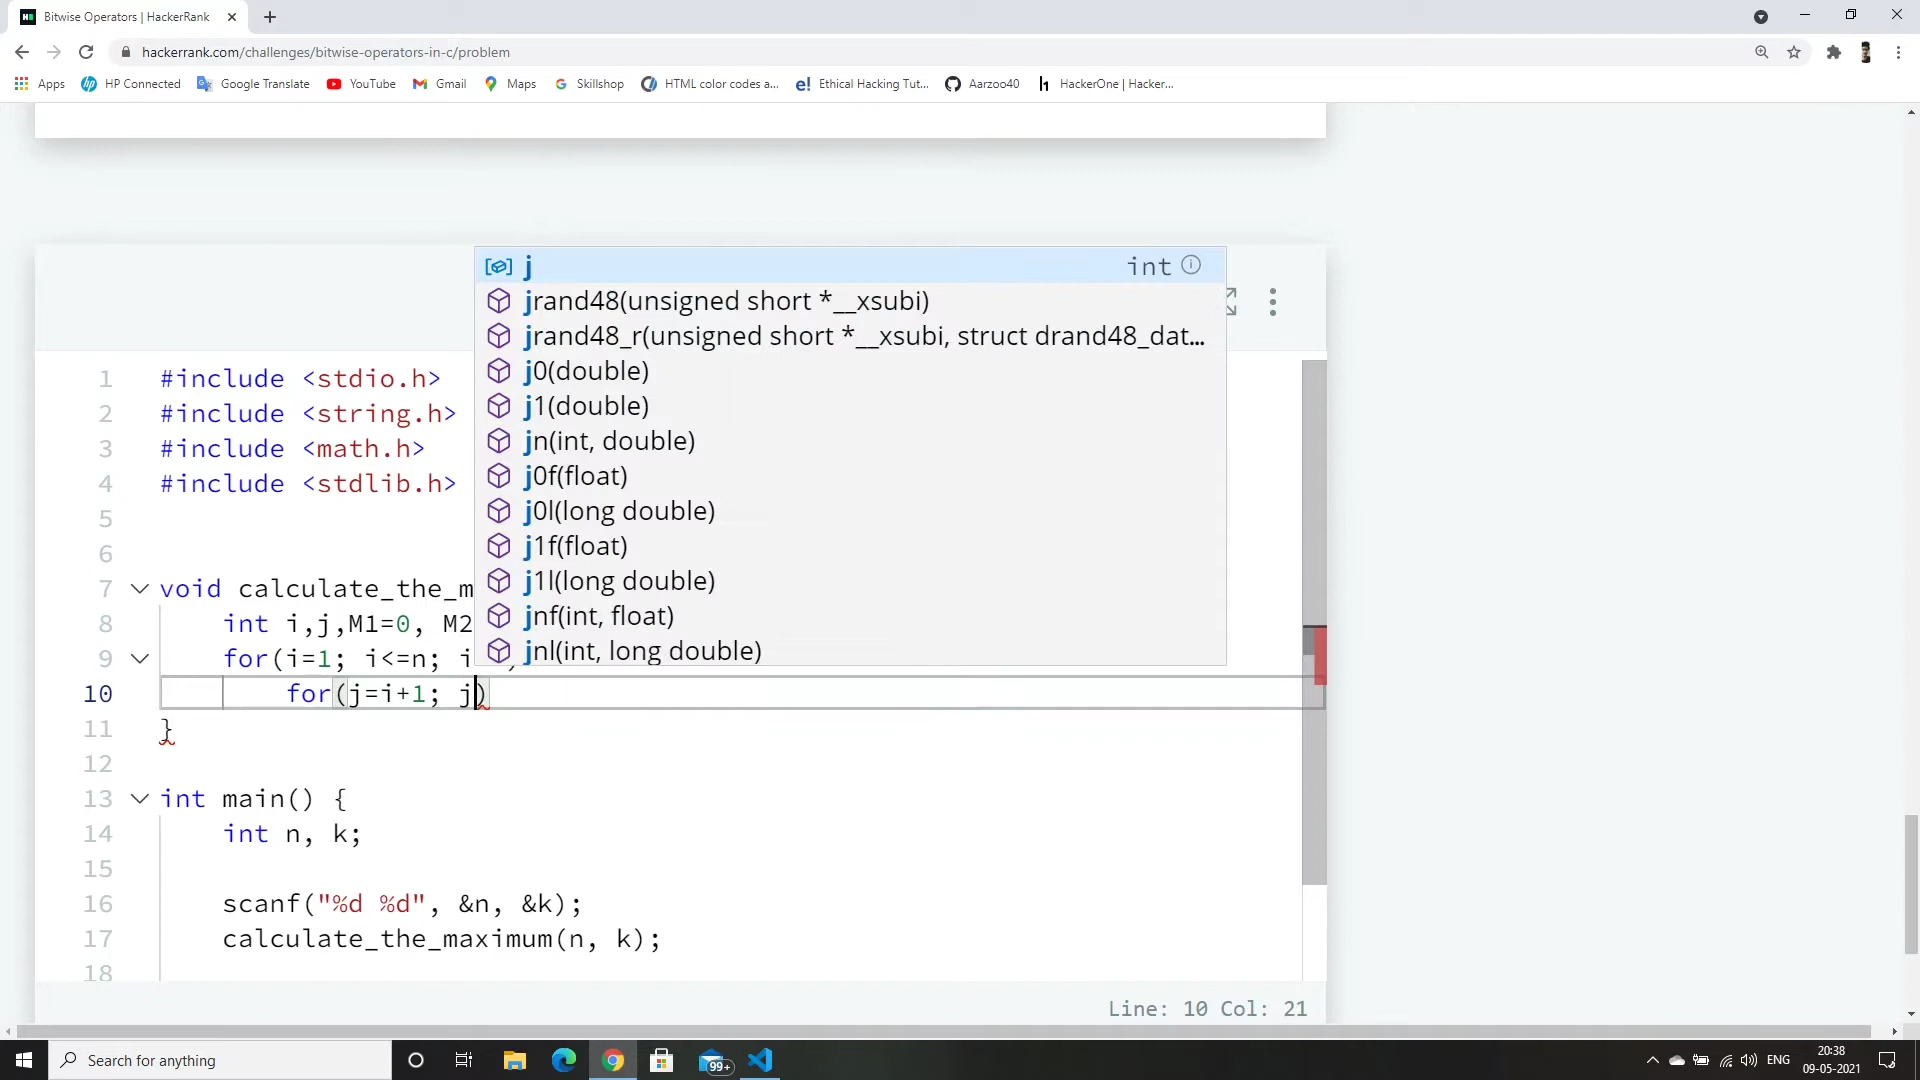 Bitwise Operators | HackerRank
hackerrank.com/challenges/bitwise-operators-in-c/problem
Apps HP Connected Google Translate YouTube Gmail Maps Skillshop HTML color codes a... Ethical Hacking Tut... Aarzoo40 HackerOne | Hacker...
j int
jrand48(unsigned short *__xsubi)
jrand48_r(unsigned short *__xsubi, struct drand48_dat...
j0(double)
j1(double)
jn(int, double)
j0f(float)
j0l(long double)
j1f(float)
j1l(long double)
jnf(int, float)
jnl(int, long double)
1 #include <stdio.h>
2 #include <string.h>
3 #include <math.h>
4 #include <stdlib.h>
5
6
7 void calculate_the_m
8 int i,j,M1=0, M2
9 for(i=1; i<=n; i
10 for(j=i+1; j)
11 }
12
13 int main() {
14 int n, k;
15
16 scanf("%d %d", &n, &k);
17 calculate_the_maximum(n, k);
18
Line: 10 Col: 21
Search for anything
99+
ENG
20:38
09-05-2021